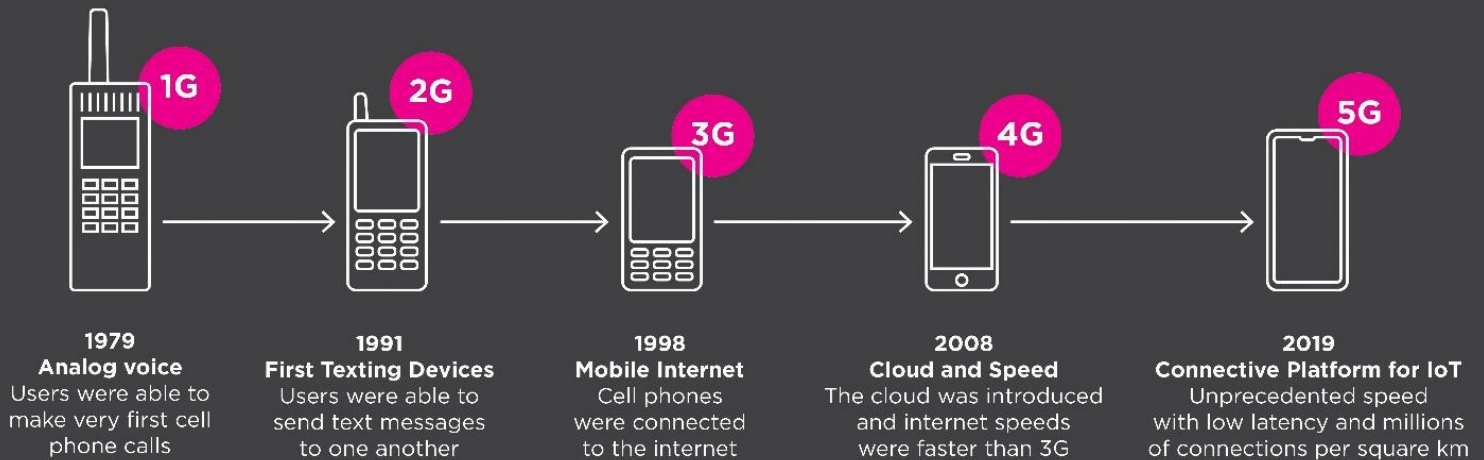 1G
2G
3G
4G
5G
1979
Analog voice
Users were able to
make very first cell
phone calls
1991
First Texting Devices
Users were able to
send text messages
to one another
1998
Mobile Internet
Cell phones
were connected
to the internet
2008
Cloud and Speed
The cloud was introduced
and internet speeds
were faster than 3G
2019
Connective Platform for IoT
Unprecedented speed
with low latency and millions
of connections per square km